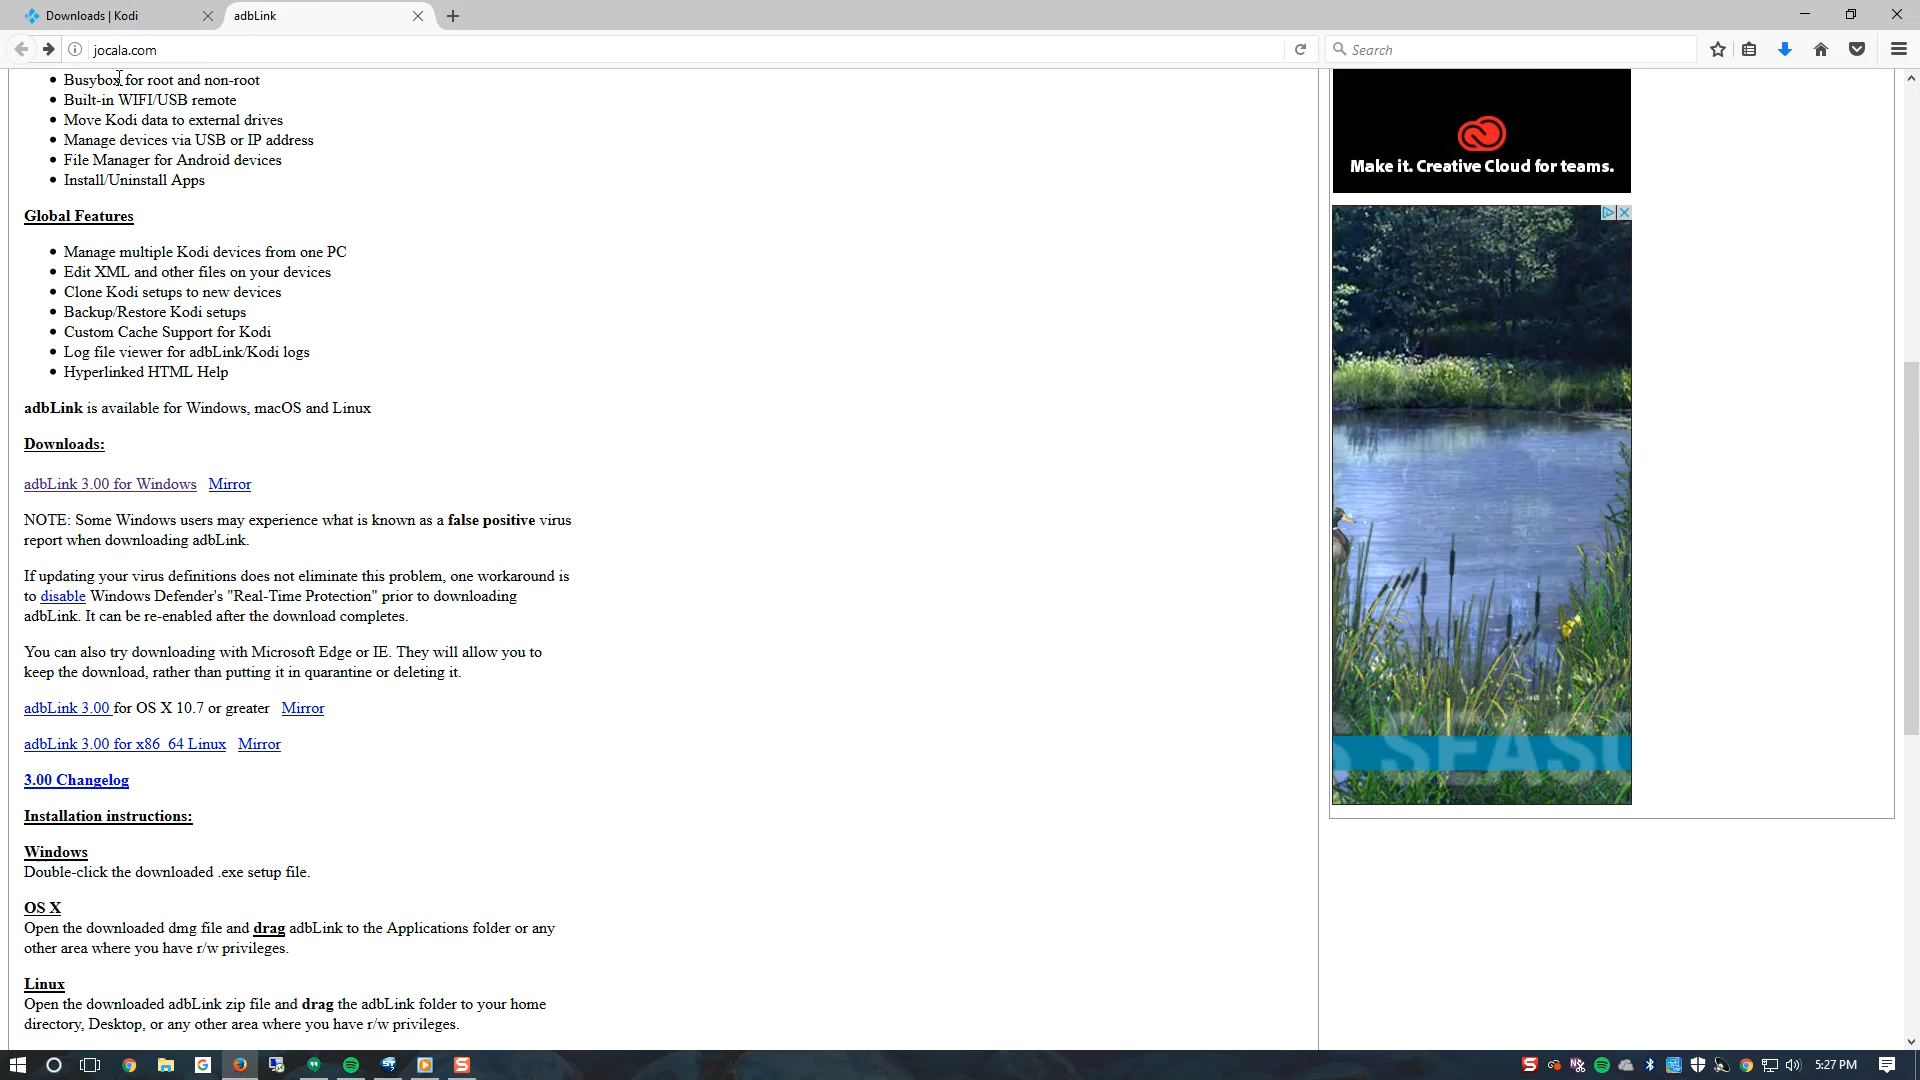 Downloads | Kodi
adbLink
jocala.com
Search
Busybox for root and non-root
Built-in WIFI/USB remote
Move Kodi data to external drives
Manage devices via USB or IP address
File Manager for Android devices
Install/Uninstall Apps
Global Features
Manage multiple Kodi devices from one PC
Edit XML and other files on your devices
Clone Kodi setups to new devices
Backup/Restore Kodi setups
Custom Cache Support for Kodi
Log file viewer for adbLink/Kodi logs
Hyperlinked HTML Help
adbLink is available for Windows, macOS and Linux
Downloads:
adbLink 3.00 for Windows Mirror
NOTE: Some Windows users may experience what is known as a false positive virus
report when downloading adbLink.
If updating your virus definitions does not eliminate this problem, one workaround is
to disable Windows Defender's "Real-Time Protection" prior to downloading
adbLink. It can be re-enabled after the download completes.
You can also try downloading with Microsoft Edge or IE. They will allow you to
keep the download, rather than putting it in quarantine or deleting it.
adbLink 3.00 for OS X 10.7 or greater Mirror
adbLink 3.00 for x86_64 Linux Mirror
3.00 Changelog
Installation instructions:
Windows
Double-click the downloaded .exe setup file.
OS X
Open the downloaded dmg file and drag adbLink to the Applications folder or any
other area where you have r/w privileges.
Linux
Open the downloaded adbLink zip file and drag the adbLink folder to your home
directory, Desktop, or any other area where you have r/w privileges.
Make it. Creative Cloud for teams.
5:27 PM